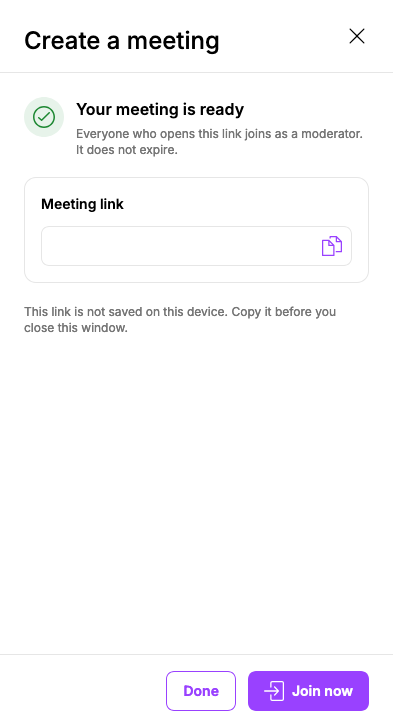 Create a meeting
Your meeting is ready
Everyone who opens this link joins as a moderator.
It does not expire.
Meeting link
This link is not saved on this device. Copy it before you
close this window.
Done
Join now